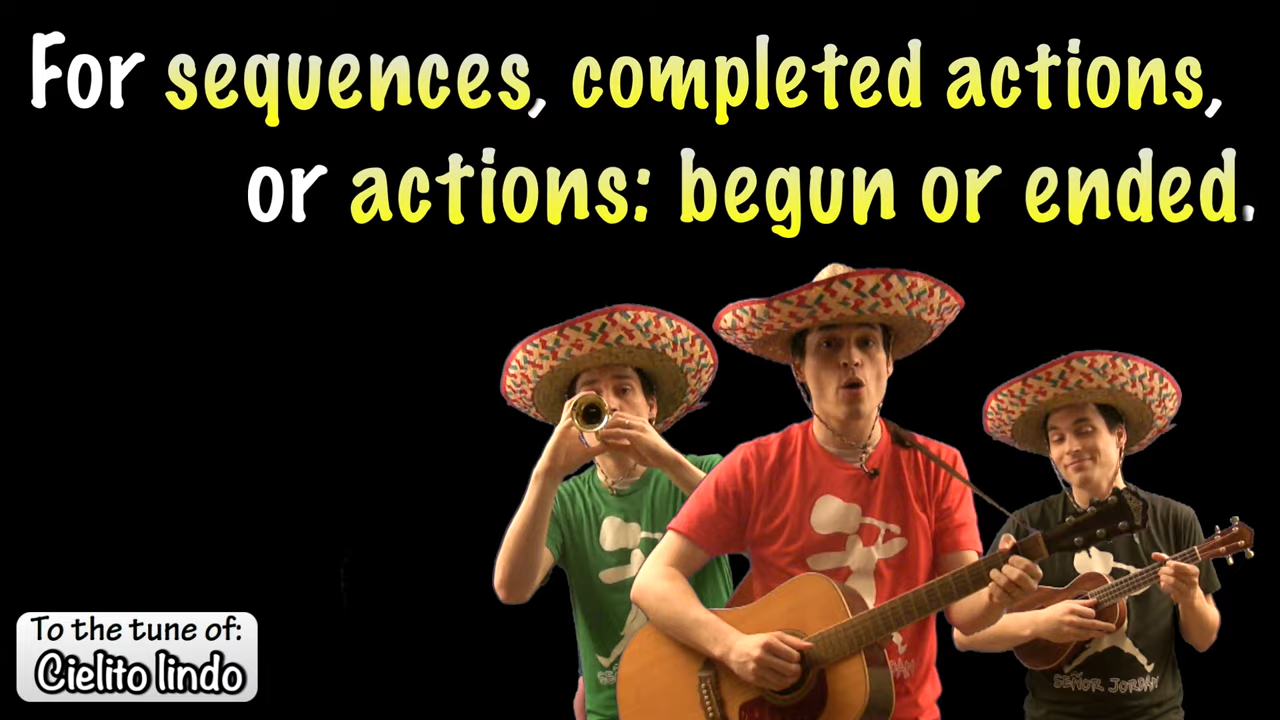 For sequences, completed actions,
or actions: begun or ended.
To the tune of:
Cielito lindo
SEÑOR JORDAN